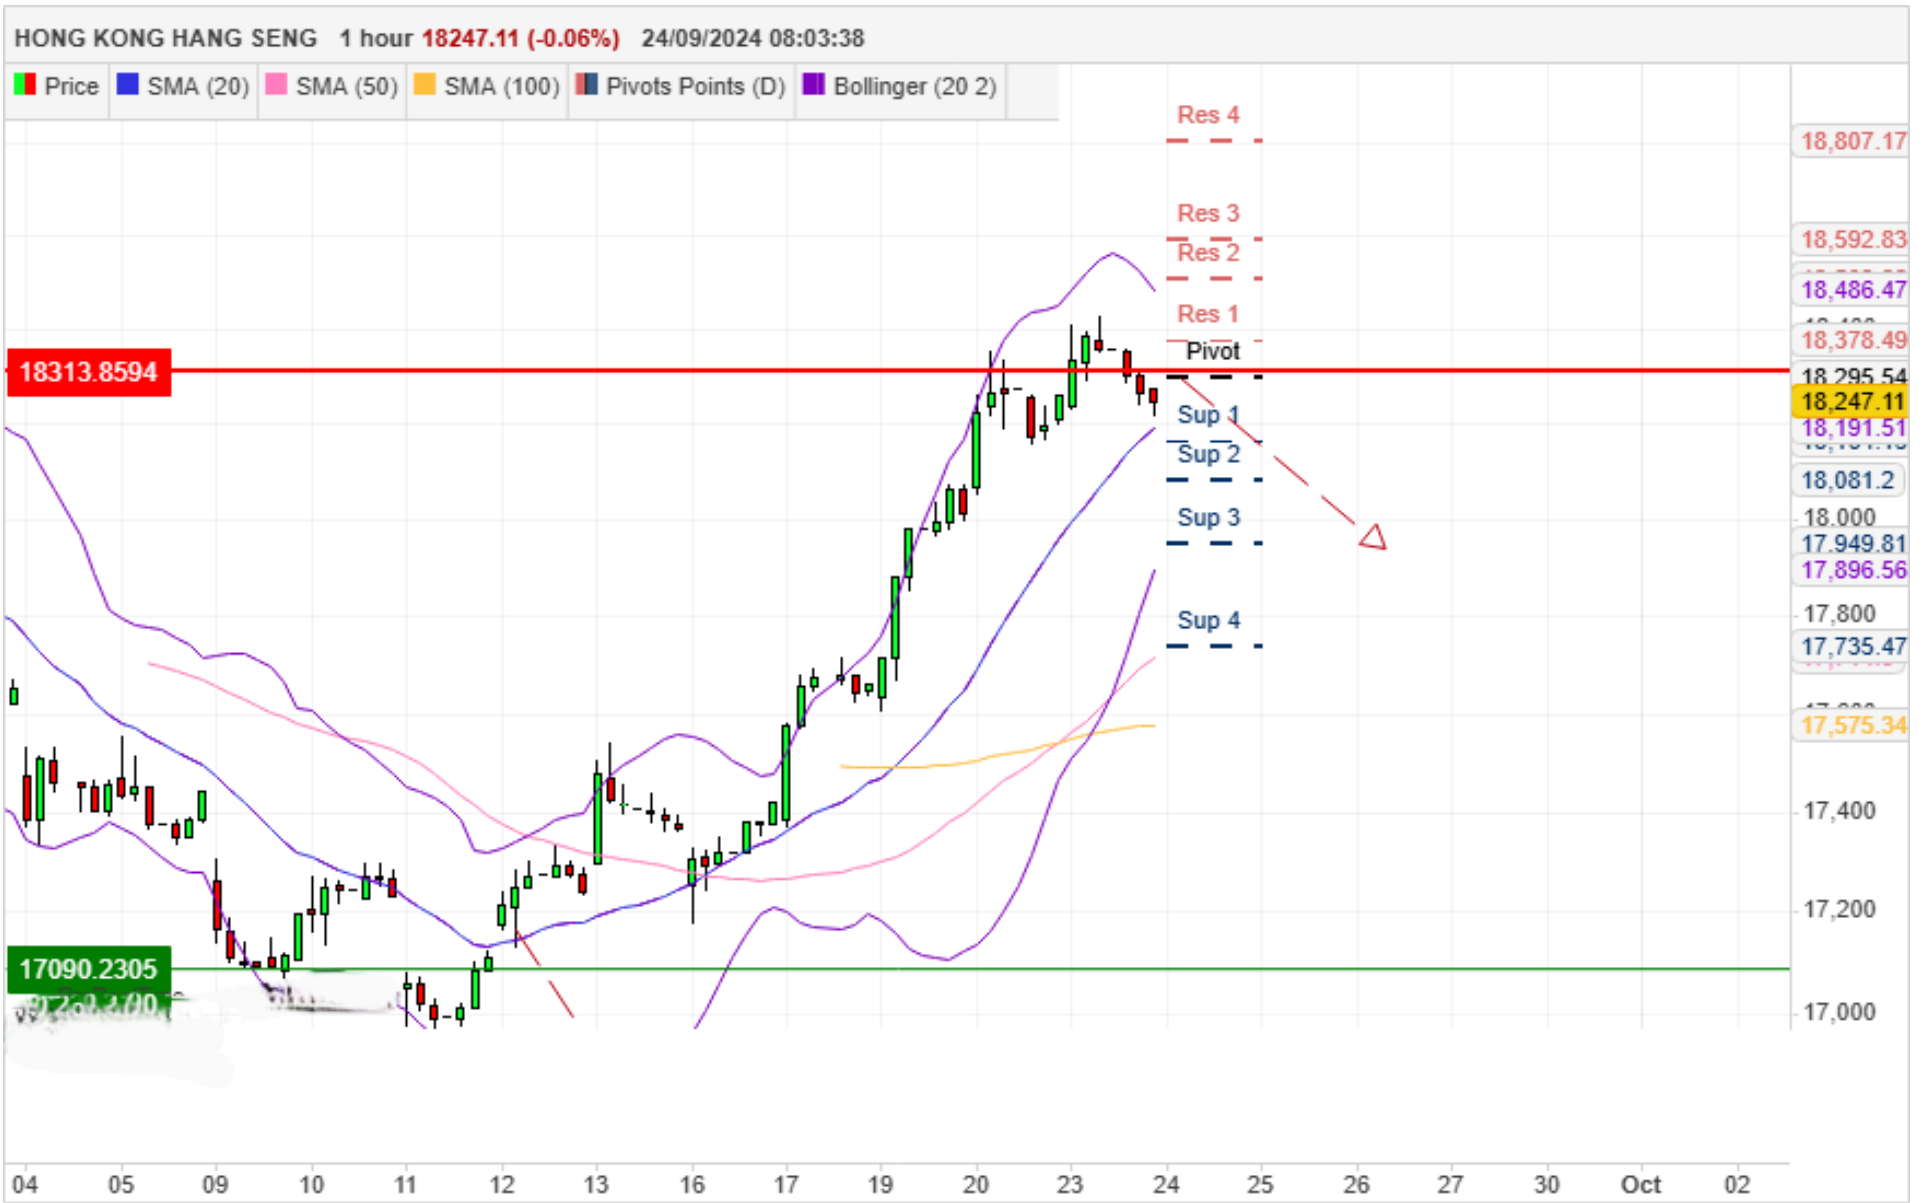 HONG KONG HANG SENG 1 hour 18247.11 (-0.06%) 24/09/2024 08:03:38
Price SMA (20) SMA (50) SMA (100) Pivots Points (D) Bollinger (20 2)
Res 4
18,807.17
Res 3
18,592.83
Res 2
18,486.47
Res 1
18,378.49
Pivot
18313.8594
18,295.54
18,247.11
Sup 1
18,191.51
Sup 2
18,081.2
Sup 3
18,000
17,949.81
17,896.56
Sup 4
17,800
17,735.47
17,575.34
17,400
17,200
17090.2305
17,000
04 05 09 10 11 12 13 16 17 19 20 23 24 25 26 27 30 Oct 02